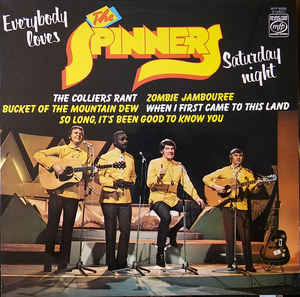 Everybody
loves
The
SPINNERS
Saturday
night
mfp
THE COLLIERS RANT ZOMBIE JAMBOUREE
BUCKET OF THE MOUNTAIN DEW WHEN I FIRST CAME TO THIS LAND
SO LONG, IT'S BEEN GOOD TO KNOW YOU